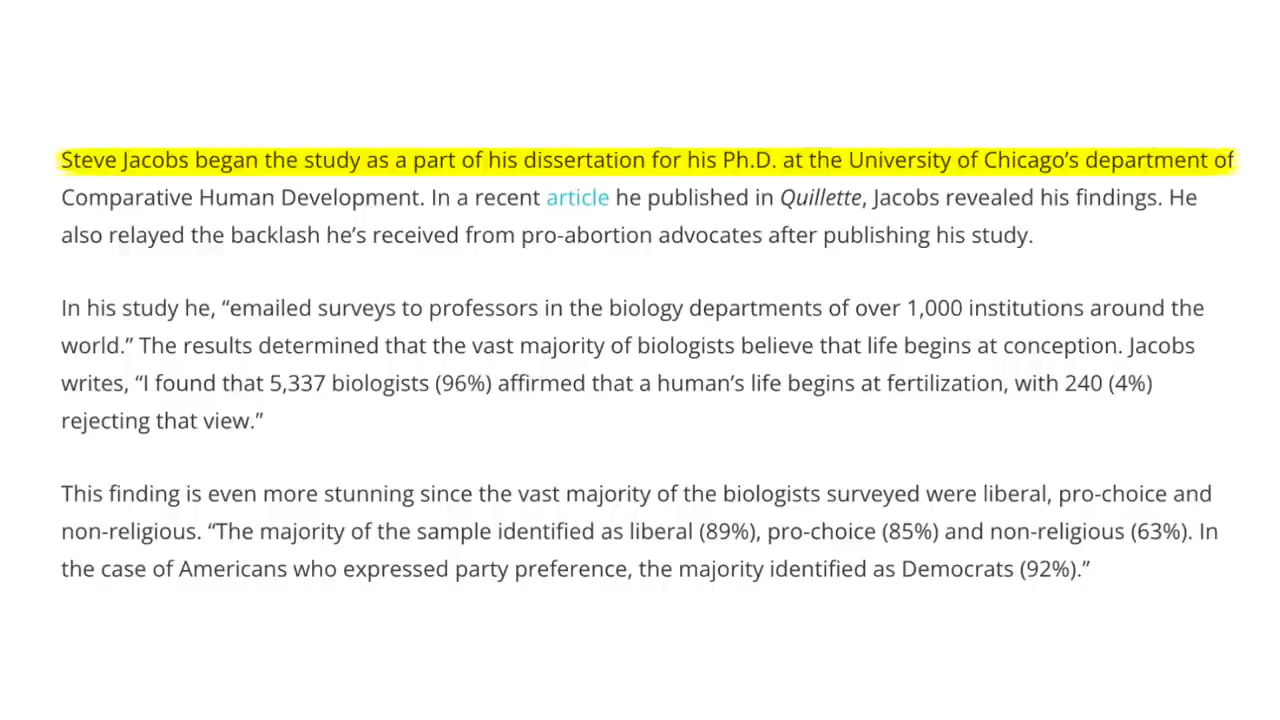 Steve Jacobs began the study as a part of his dissertation for his Ph.D. at the University of Chicago’s department of
Comparative Human Development. In a recent article he published in Quillette, Jacobs revealed his findings. He
also relayed the backlash he’s received from pro-abortion advocates after publishing his study.
In his study he, “emailed surveys to professors in the biology departments of over 1,000 institutions around the
world.” The results determined that the vast majority of biologists believe that life begins at conception. Jacobs
writes, “I found that 5,337 biologists (96%) affirmed that a human’s life begins at fertilization, with 240 (4%)
rejecting that view.”
This finding is even more stunning since the vast majority of the biologists surveyed were liberal, pro-choice and
non-religious. “The majority of the sample identified as liberal (89%), pro-choice (85%) and non-religious (63%). In
the case of Americans who expressed party preference, the majority identified as Democrats (92%).”